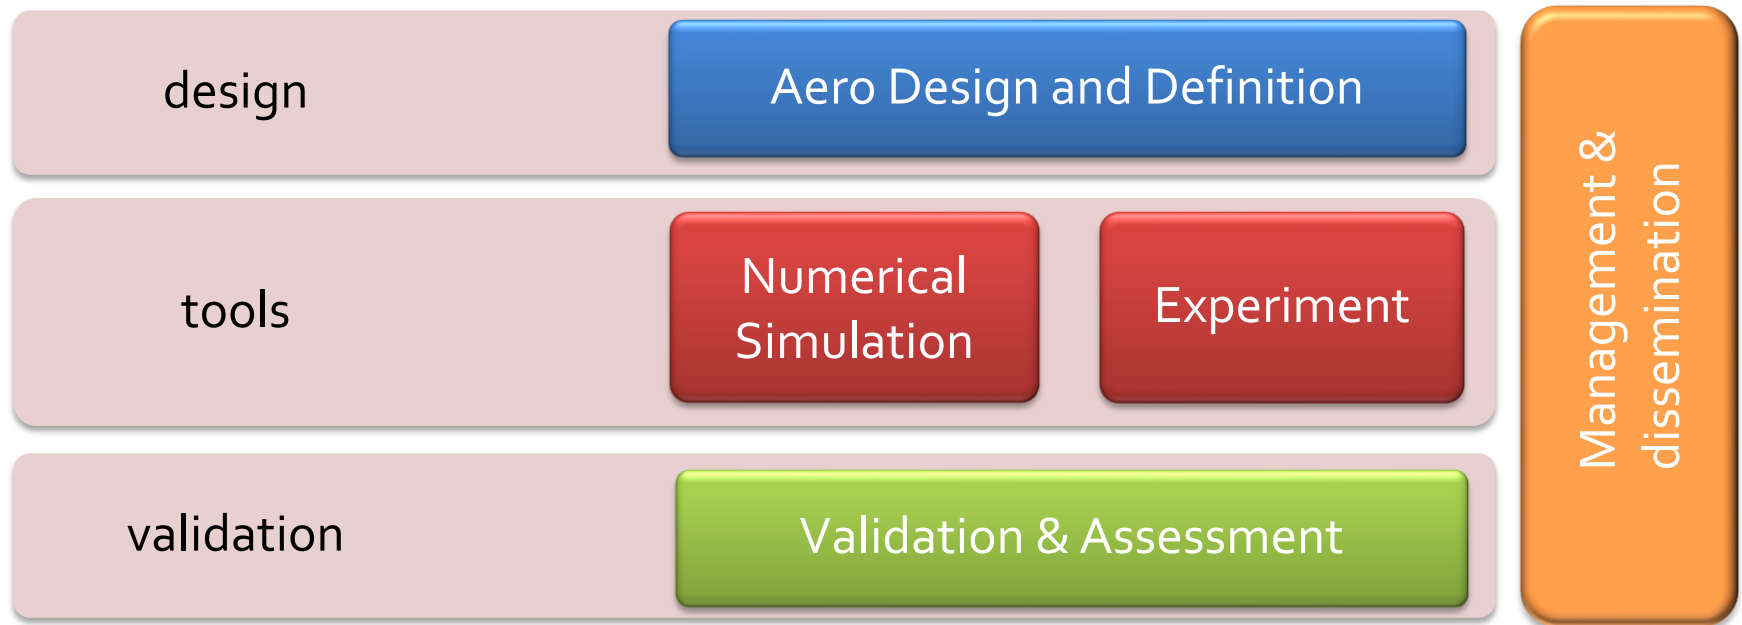 design
Aero Design and Definition
tools
Numerical
Simulation
Experiment
validation
Validation & Assessment
Management &
dissemination